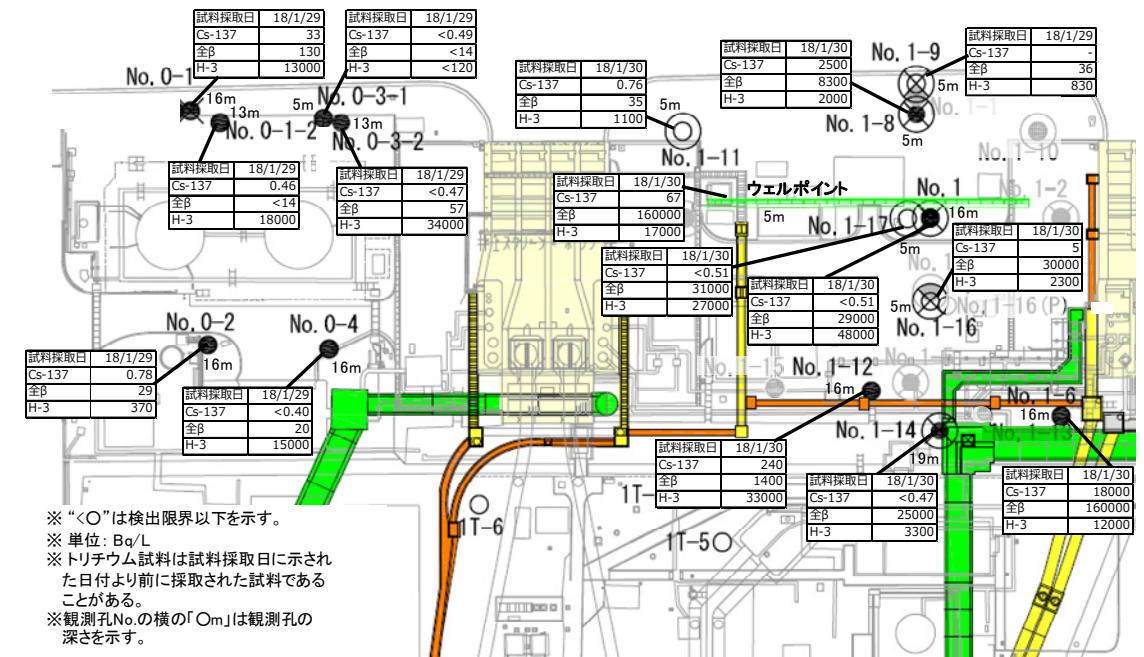 試料採取日 18/1/29
Cs-137 33
全β 130
H-3 13000
試料採取日 18/1/29
Cs-137 <0.49
全β <14
H-3 <120
試料採取日 18/1/30
Cs-137 0.76
全β 35
H-3 1100
試料採取日 18/1/30
Cs-137 2500
全β 8300
H-3 2000
試料採取日 18/1/29
Cs-137 -
全β 36
H-3 830
No. 0-1
16m
13m
No. 0-1-2
5m
No. 0-3-1
13m
No. 0-3-2
5m
No. 1-11
No. 1-9
5m
No. 1-8
5m
No. 1-10
試料採取日 18/1/29
Cs-137 0.46
全β <14
H-3 18000
試料採取日 18/1/29
Cs-137 <0.47
全β 57
H-3 34000
試料採取日 18/1/30
Cs-137 67
全β 160000
H-3 17000
ウェルポイント
5m
No. 1
16m
No. 1-17
5m
試料採取日 18/1/30
Cs-137 <0.51
全β 31000
H-3 27000
試料採取日 18/1/30
Cs-137 <0.51
全β 29000
H-3 48000
試料採取日 18/1/30
Cs-137 5
全β 30000
H-3 2300
5m
No. 1-16
No. 1-16(P)
No. 0-2
16m
No. 0-4
16m
試料採取日 18/1/29
Cs-137 0.78
全β 29
H-3 370
試料採取日 18/1/29
Cs-137 <0.40
全β 20
H-3 15000
No. 1-12
16m
No. 1-6
16m
No. 1-13
No. 1-14
19m
試料採取日 18/1/30
Cs-137 240
全β 1400
H-3 33000
試料採取日 18/1/30
Cs-137 <0.47
全β 25000
H-3 3300
試料採取日 18/1/30
Cs-137 18000
全β 160000
H-3 12000
1T-6
1T-5
※ “<○”は検出限界以下を示す。
※ 単位: Bq/L
※ トリチウム試料は試料採取日に示され
た日付より前に採取された試料である
ことがある。
※観測孔No.の横の「○m」は観測孔の
深さを示す。